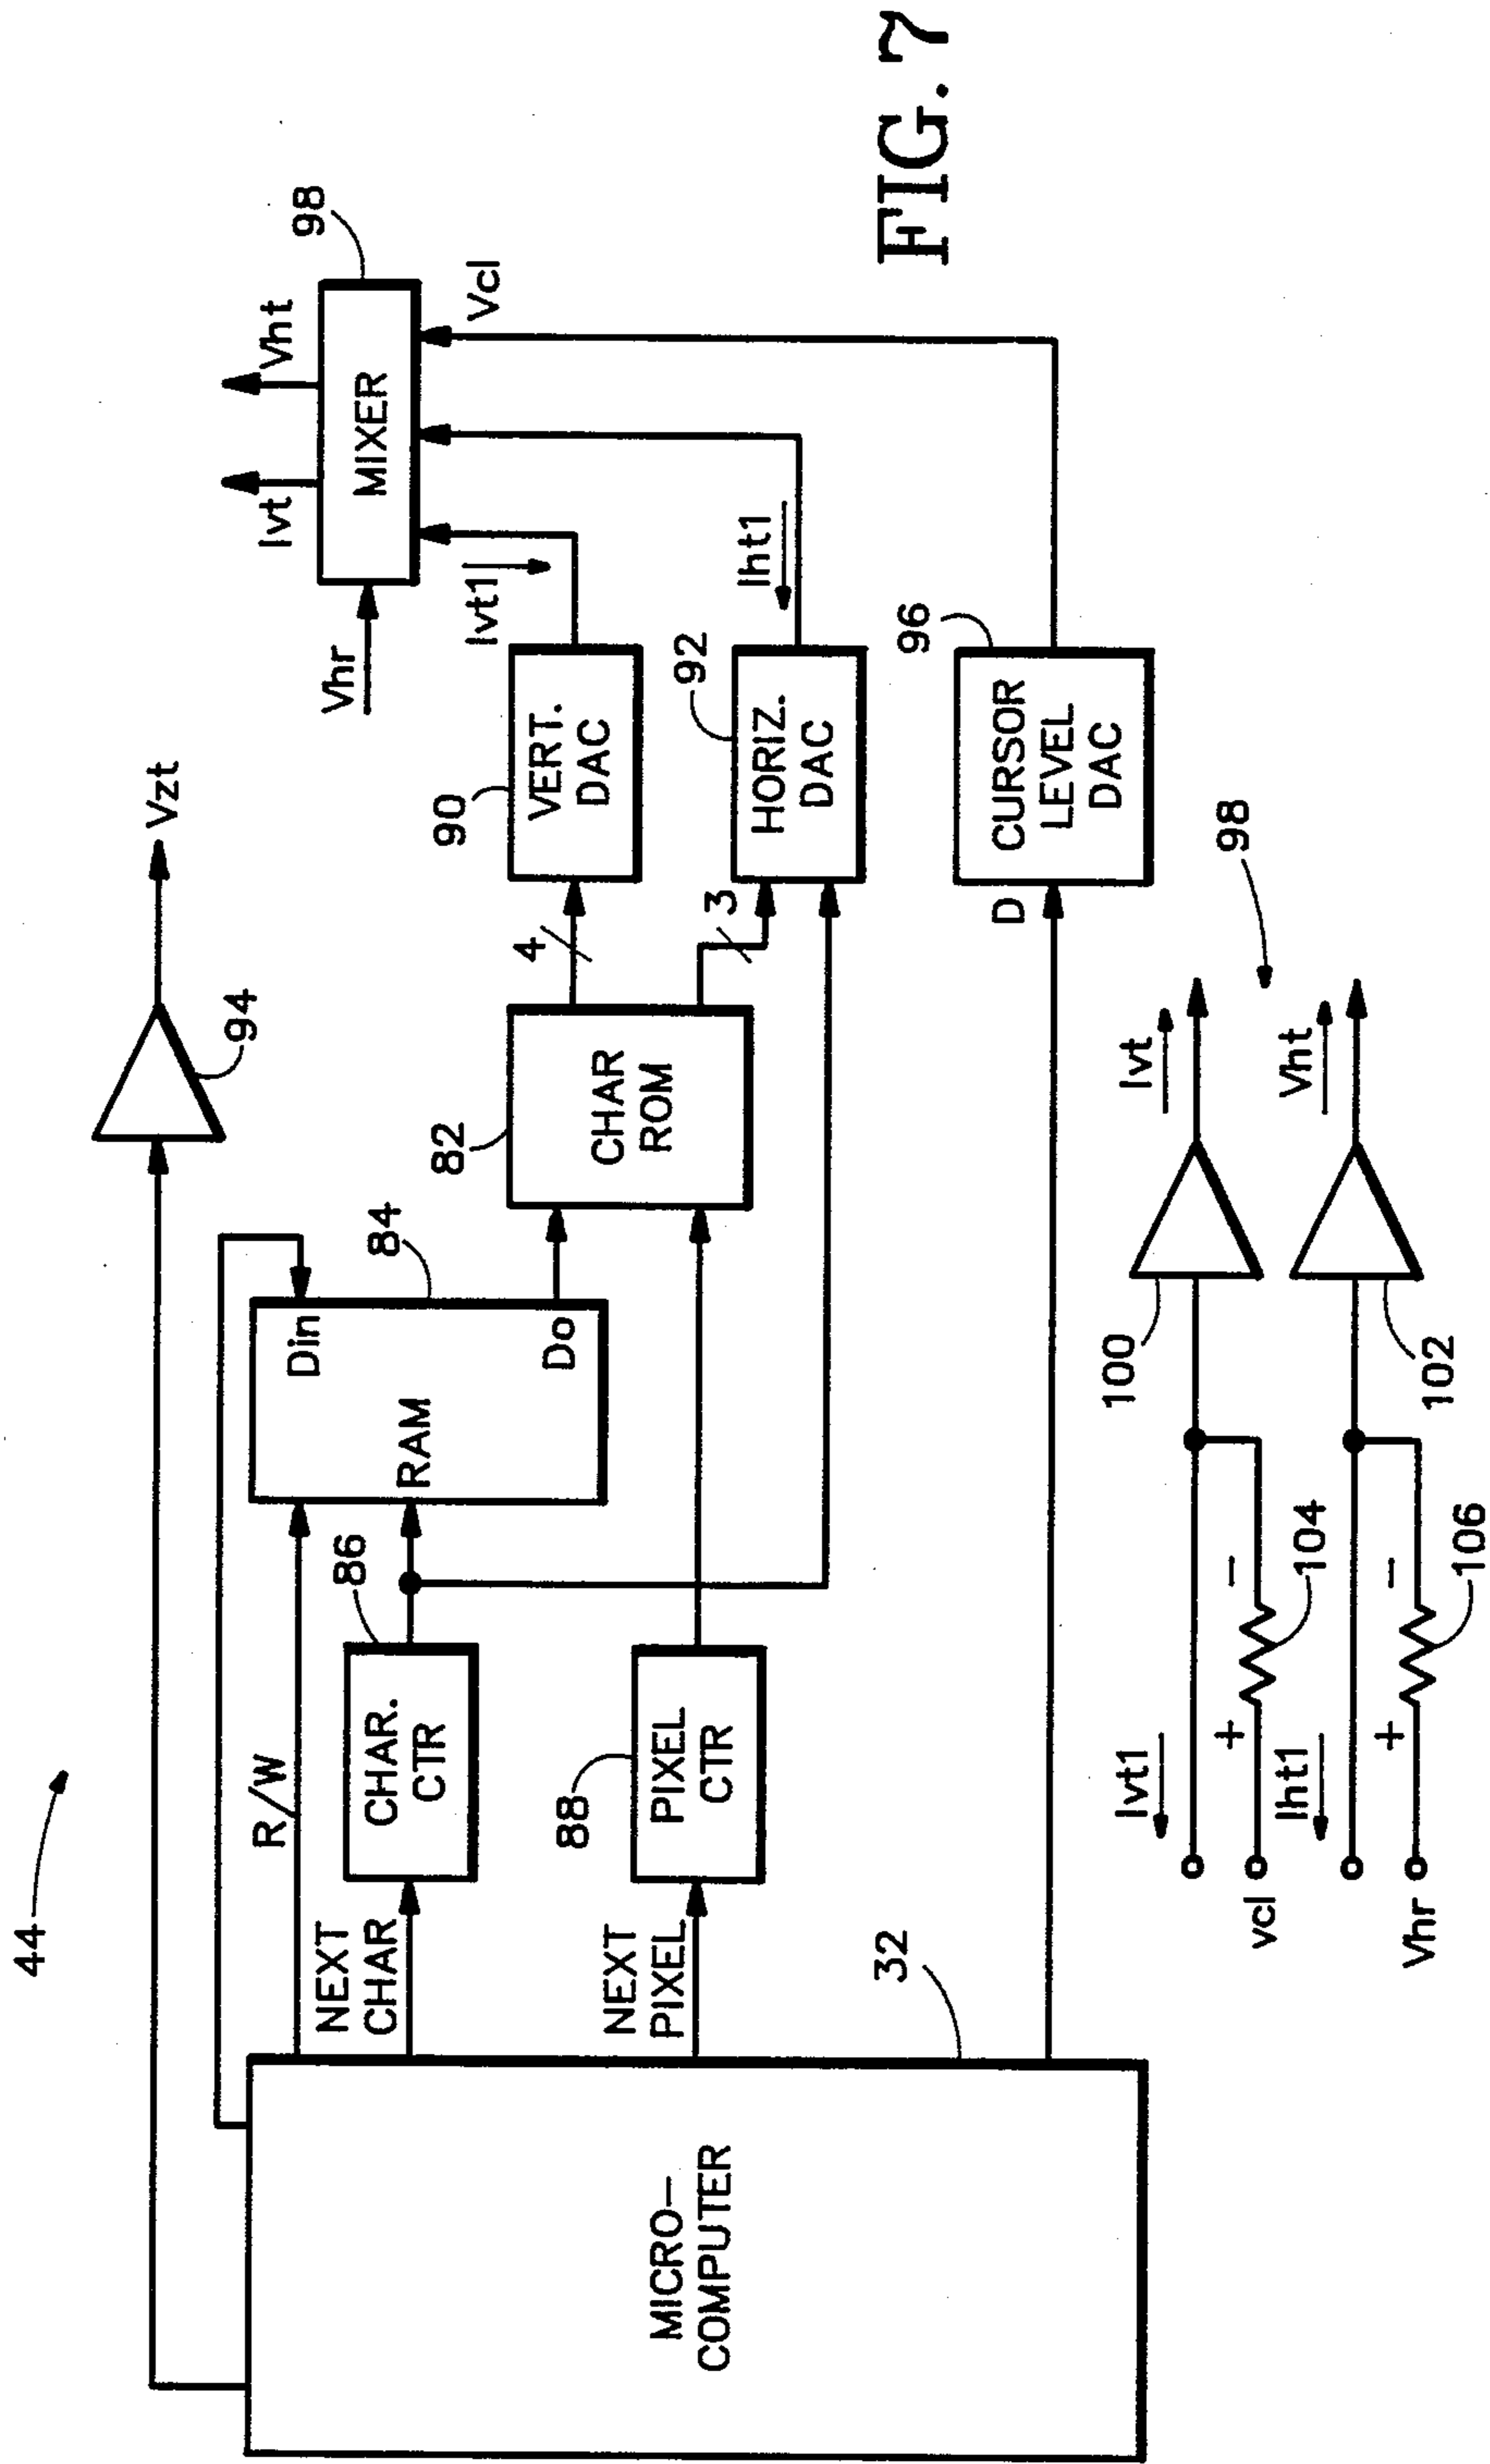 44
Vzt
94
R/W
NEXT
CHAR
86
CHAR.
CTR
84
Din
RAM
Do
NEXT
PIXEL
88
PIXEL
CTR
82
CHAR
ROM
4
3
90
VERT.
DAC
92
HORIZ.
DAC
Ivt1
Iht1
Vhr
Ivt
Vht
MIXER
98
Vcl
32
MICRO-
COMPUTER
D
96
CURSOR
LEVEL
DAC
Ivt1
vcl
+
-
104
100
Ivt
98
Iht1
Vhr
+
-
106
102
Vht
FIG. 7